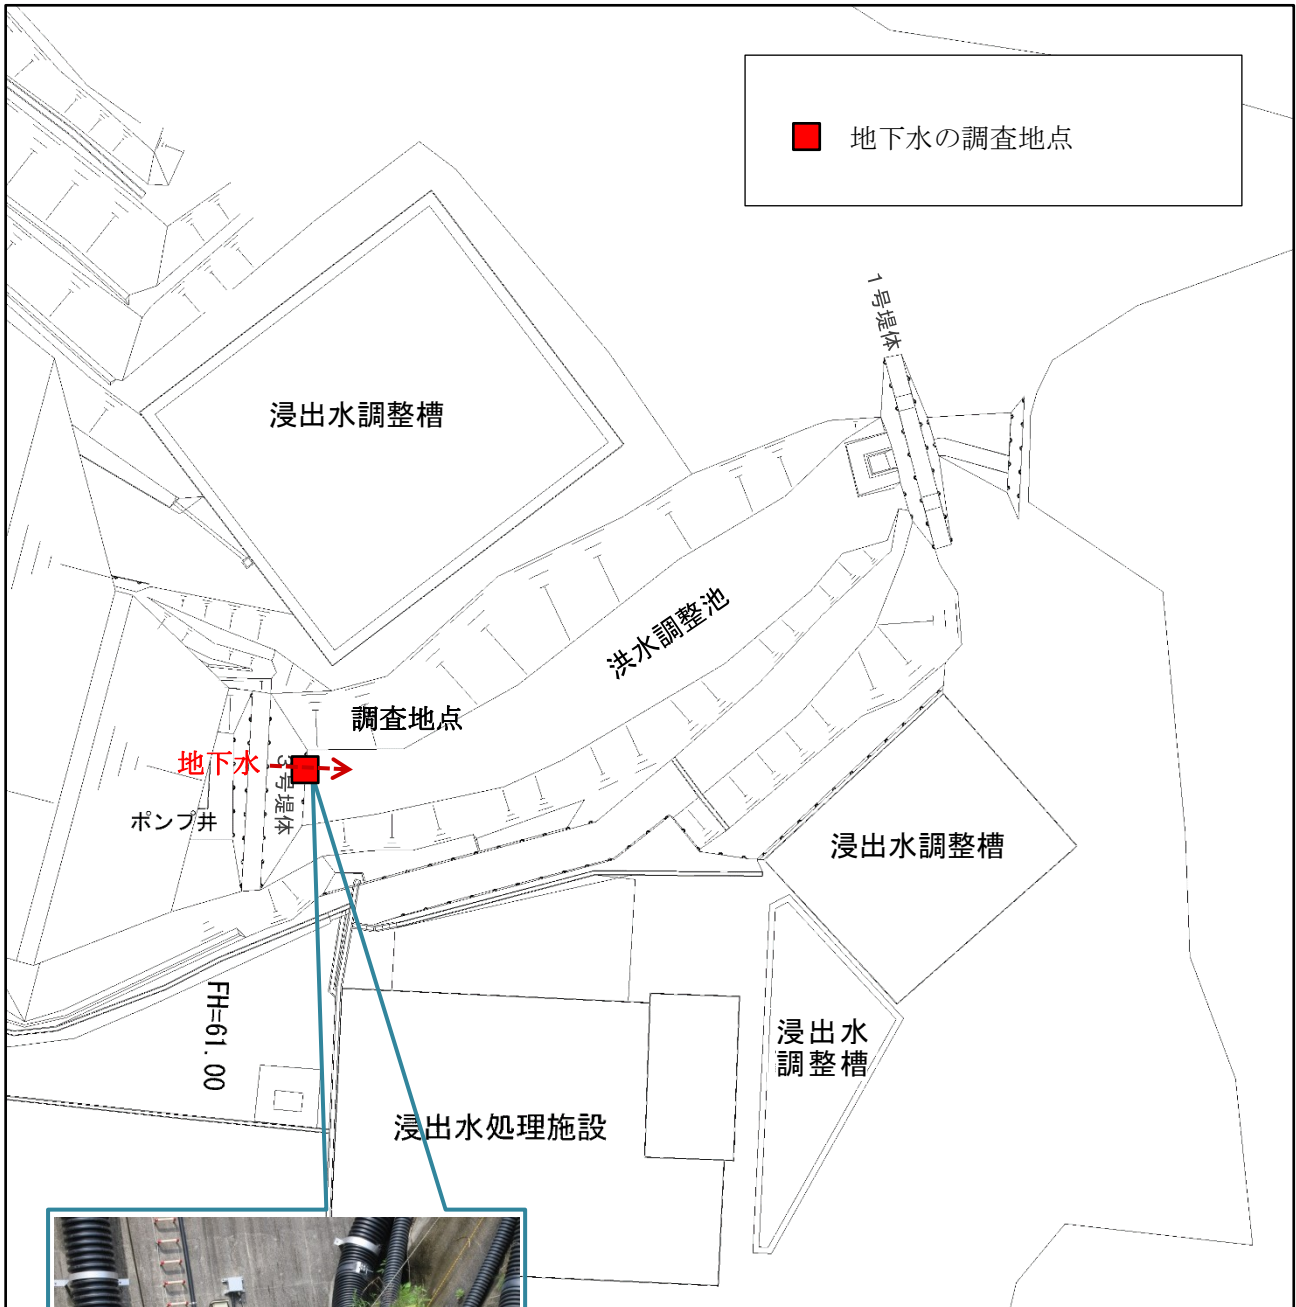 地下水の調査地点
1号堤体
浸出水調整槽
洪水調整池
調査地点
地下水
3号堤体
ポンプ井
浸出水調整槽
FH=61.00
浸出水
調整槽
浸出水処理施設